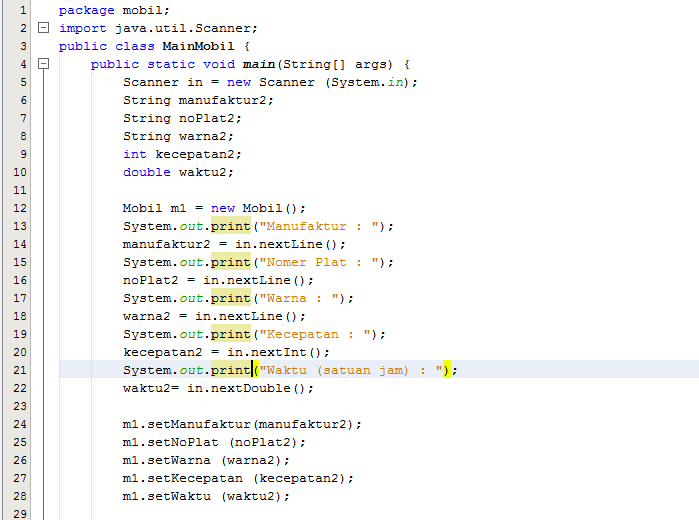 1 package mobil;
2 import java.util.Scanner;
3 public class MainMobil {
4 public static void main(String[] args) {
5 Scanner in = new Scanner (System.in);
6 String manufaktur2;
7 String noPlat2;
8 String warna2;
9 int kecepatan2;
10 double waktu2;
11
12 Mobil m1 = new Mobil();
13 System.out.print("Manufaktur : ");
14 manufaktur2 = in.nextLine();
15 System.out.print("Nomer Plat : ");
16 noPlat2 = in.nextLine();
17 System.out.print("Warna : ");
18 warna2 = in.nextLine();
19 System.out.print("Kecepatan : ");
20 kecepatan2 = in.nextInt();
21 System.out.print("Waktu (satuan jam) : ");
22 waktu2= in.nextDouble();
23
24 m1.setManufaktur(manufaktur2);
25 m1.setNoPlat (noPlat2);
26 m1.setWarna (warna2);
27 m1.setKecepatan (kecepatan2);
28 m1.setWaktu (waktu2);
29